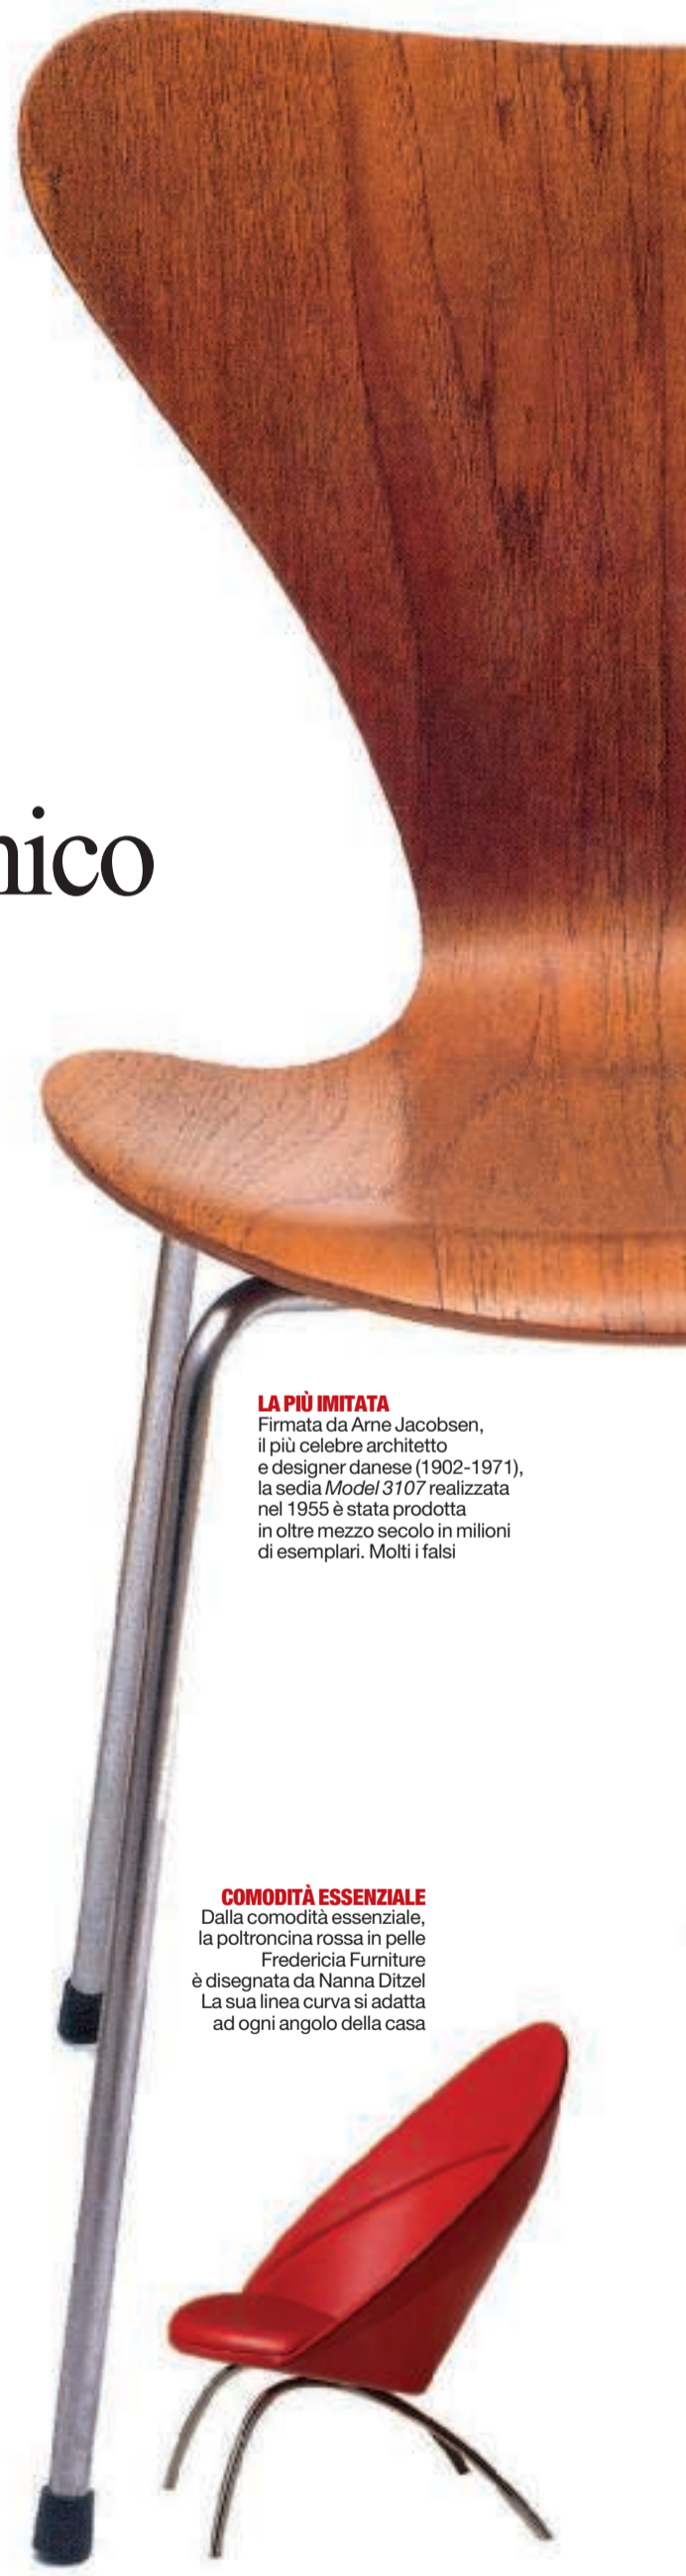 LA PIÙ IMITATA
Firmata da Arne Jacobsen,
il più celebre architetto
e designer danese (1902-1971),
la sedia Model 3107 realizzata
nel 1955 è stata prodotta
in oltre mezzo secolo in milioni
di esemplari. Molti i falsi
COMODITÀ ESSENZIALE
Dalla comodità essenziale,
la poltroncina rossa in pelle
Fredericia Furniture
è disegnata da Nanna Ditzel
La sua linea curva si adatta
ad ogni angolo della casa